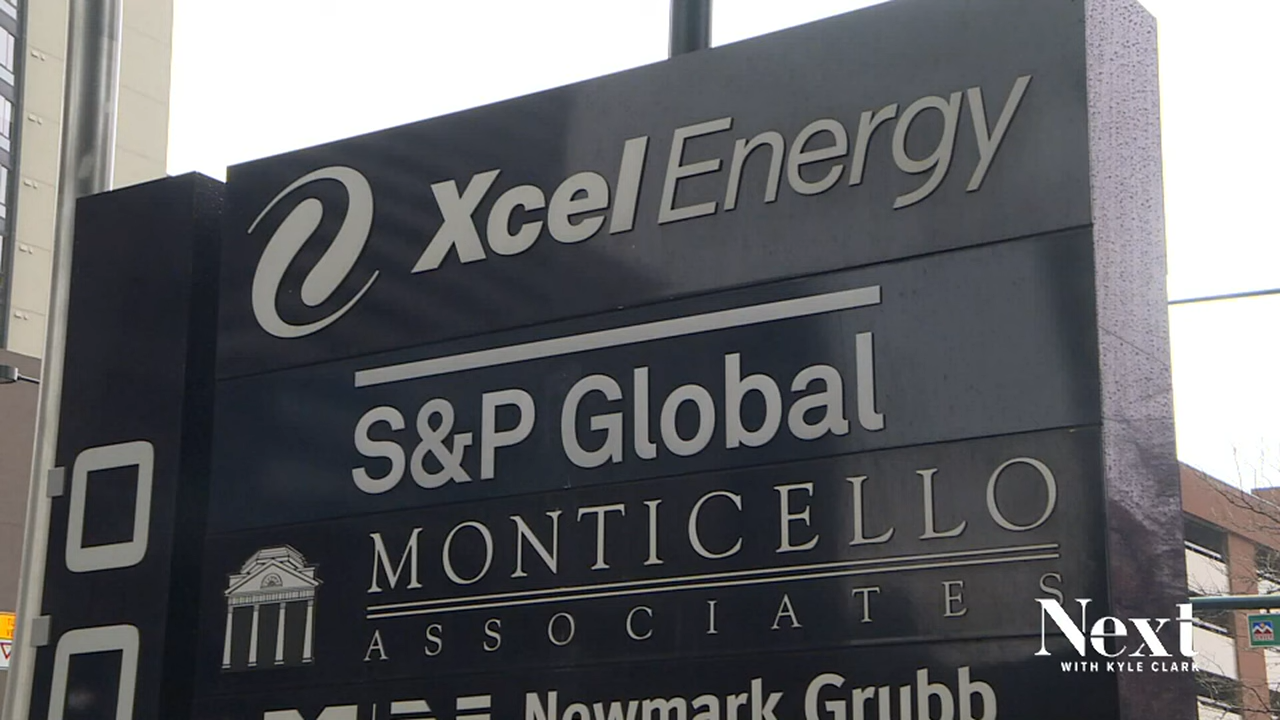 Xcel Energy
S&P Global
MONTICELLO
ASSOCIATES
Newmark Grubb
Next
WITH KYLE CLARK